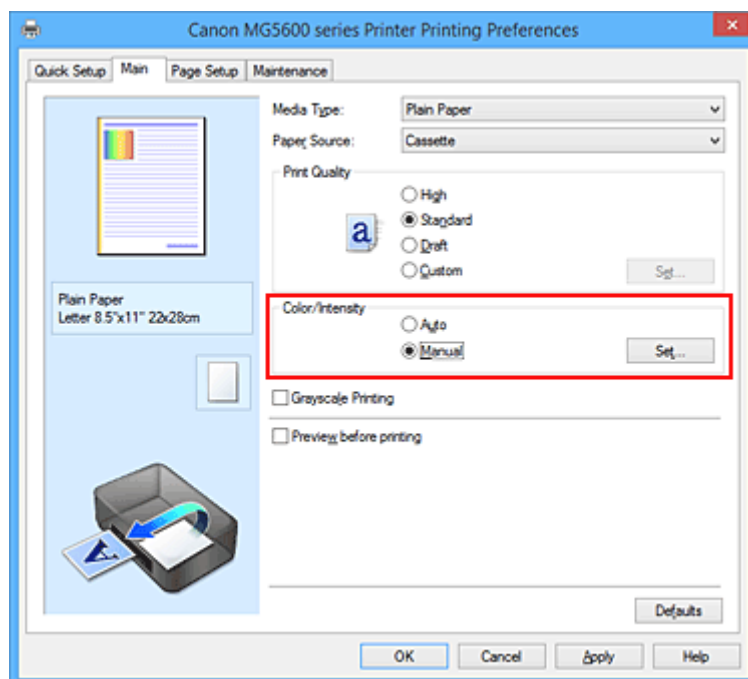 Canon MG5600 series Printer Printing Preferences
Quick Setup Main Page Setup Maintenance
Media Type: Plain Paper
Paper Source: Cassette
Print Quality
High
a Standard
Draft
Custom Set...
Plain Paper
Letter 8.5"x11" 22x28cm
Color/Intensity
Auto
Manual Set...
Grayscale Printing
Preview before printing
A
Defaults
OK Cancel Apply Help